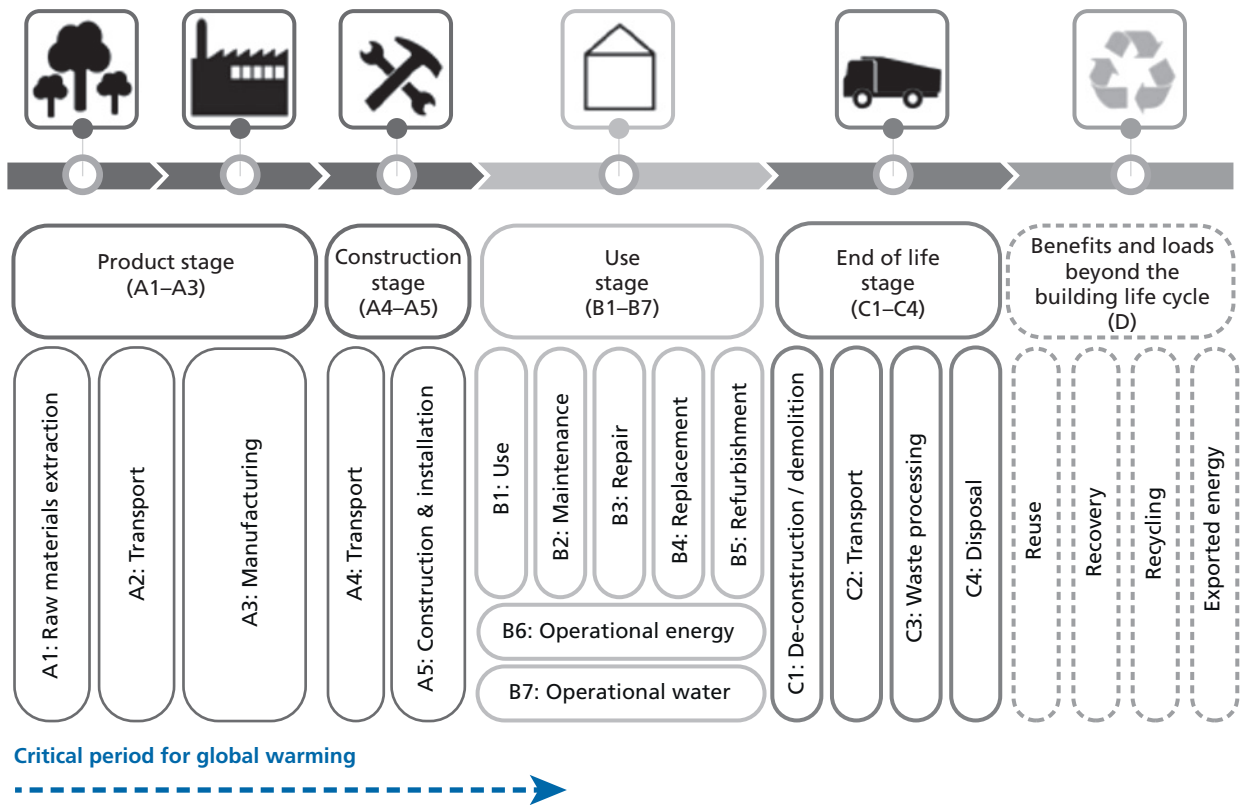 Product stage
(A1–A3)
Construction
stage
(A4–A5)
Use
stage
(B1–B7)
End of life
stage
(C1–C4)
Benefits and loads
beyond the
building life cycle
(D)
A1: Raw materials extraction
A2: Transport
A3: Manufacturing
A4: Transport
A5: Construction & installation
B1: Use
B2: Maintenance
B3: Repair
B4: Replacement
B5: Refurbishment
B6: Operational energy
B7: Operational water
C1: De-construction / demolition
C2: Transport
C3: Waste processing
C4: Disposal
Reuse
Recovery
Recycling
Exported energy
Critical period for global warming